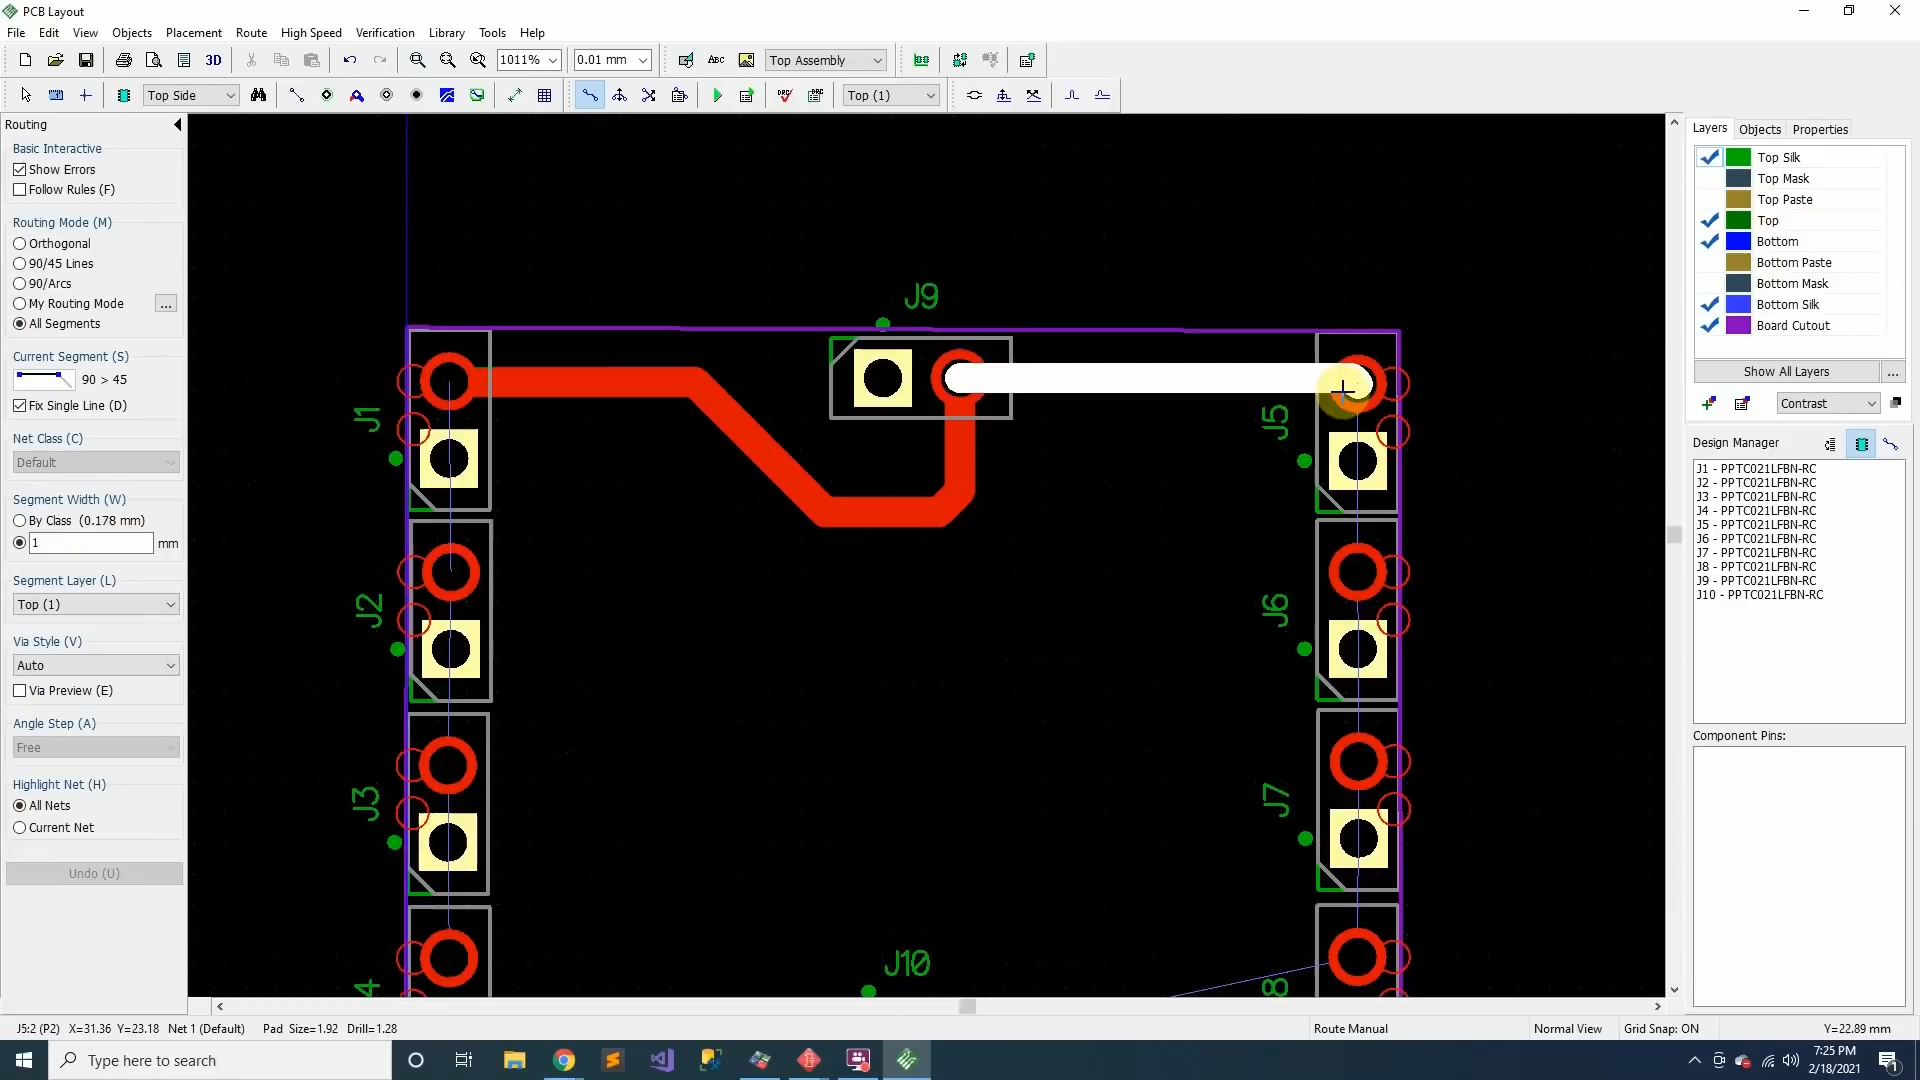 PCB Layout
File Edit View Objects Placement Route High Speed Verification Library Tools Help
3D 1011% 0.01 mm ABC Top Assembly
Top Side Top (1)
Routing
Basic Interactive
Show Errors
Follow Rules (F)
Routing Mode (M)
Orthogonal
90/45 Lines
90/Arcs
My Routing Mode ...
All Segments
Current Segment (S)
90 > 45
Fix Single Line (D)
Net Class (C)
Default
Segment Width (W)
By Class (0.178 mm)
1 mm
Segment Layer (L)
Top (1)
Via Style (V)
Auto
Via Preview (E)
Angle Step (A)
Free
Highlight Net (H)
All Nets
Current Net
Undo (U)
J9
J1
J5
J2
J6
J3
J7
J10
4
8
Layers Objects Properties
Top Silk
Top Mask
Top Paste
Top
Bottom
Bottom Paste
Bottom Mask
Bottom Silk
Board Cutout
Show All Layers ...
Contrast
Design Manager
J1 - PPTC021LFBN-RC
J2 - PPTC021LFBN-RC
J3 - PPTC021LFBN-RC
J4 - PPTC021LFBN-RC
J5 - PPTC021LFBN-RC
J6 - PPTC021LFBN-RC
J7 - PPTC021LFBN-RC
J8 - PPTC021LFBN-RC
J9 - PPTC021LFBN-RC
J10 - PPTC021LFBN-RC
Component Pins:
J5:2 (P2) X=31.36 Y=23.18 Net 1 (Default) Pad Size=1.92 Drill=1.28 Route Manual Normal View Grid Snap: ON Y=22.89 mm
Type here to search
7:25 PM
2/18/2021
1